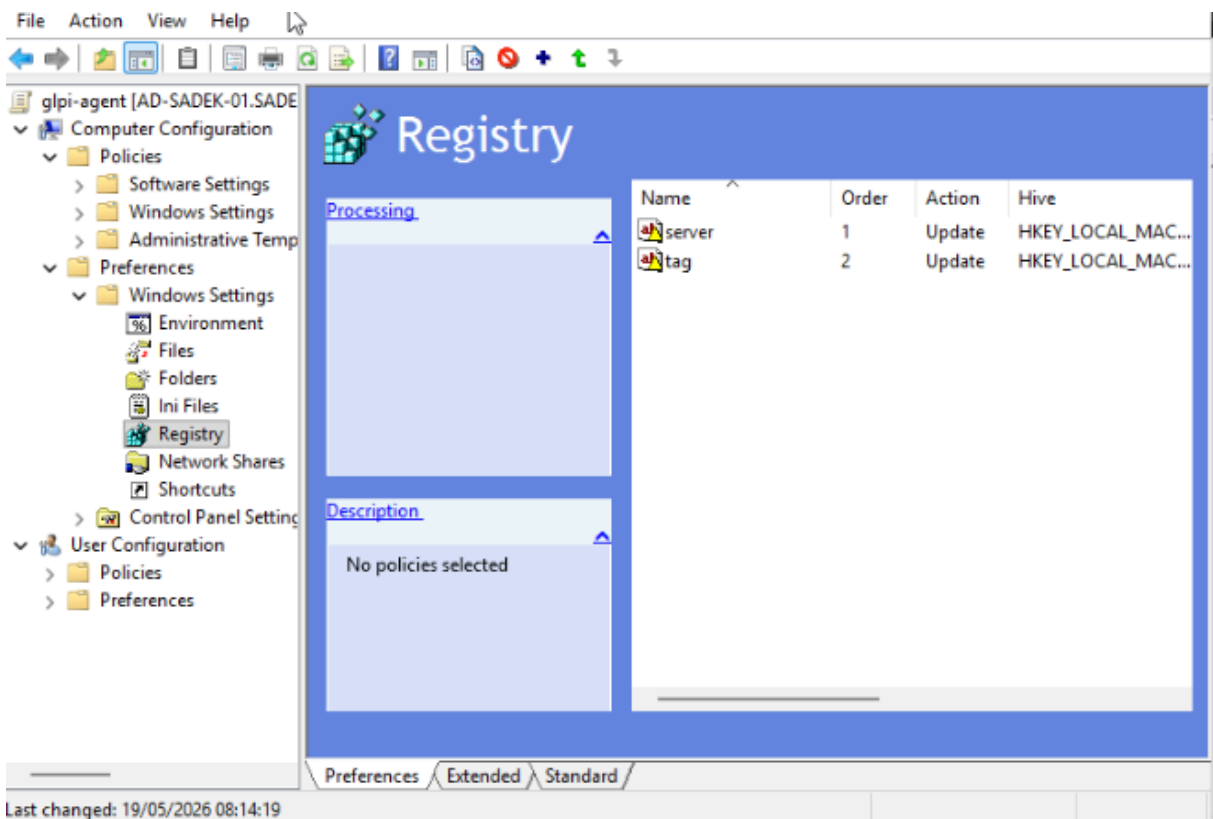 File Action View Help
glpi-agent [AD-SADEK-01.SADE
Computer Configuration
Policies
Software Settings
Windows Settings
Administrative Temp
Preferences
Windows Settings
Environment
Files
Folders
Ini Files
Registry
Network Shares
Shortcuts
Control Panel Setting
User Configuration
Policies
Preferences
Registry
Processing
Description
No policies selected
Name Order Action Hive
server 1 Update HKEY_LOCAL_MAC...
tag 2 Update HKEY_LOCAL_MAC...
Preferences Extended Standard
Last changed: 19/05/2026 08:14:19